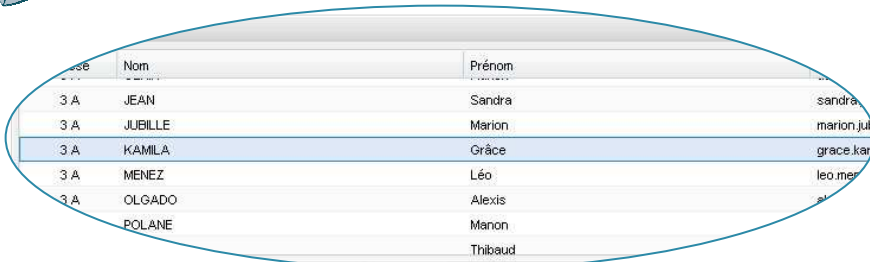 Nom Prénom
3 A JEAN Sandra
3 A JUBILLE Marion
3 A KAMILA Grâce
3 A MENEZ Léo
3 A OLGADO Alexis
POLANE Manon
Thibaud